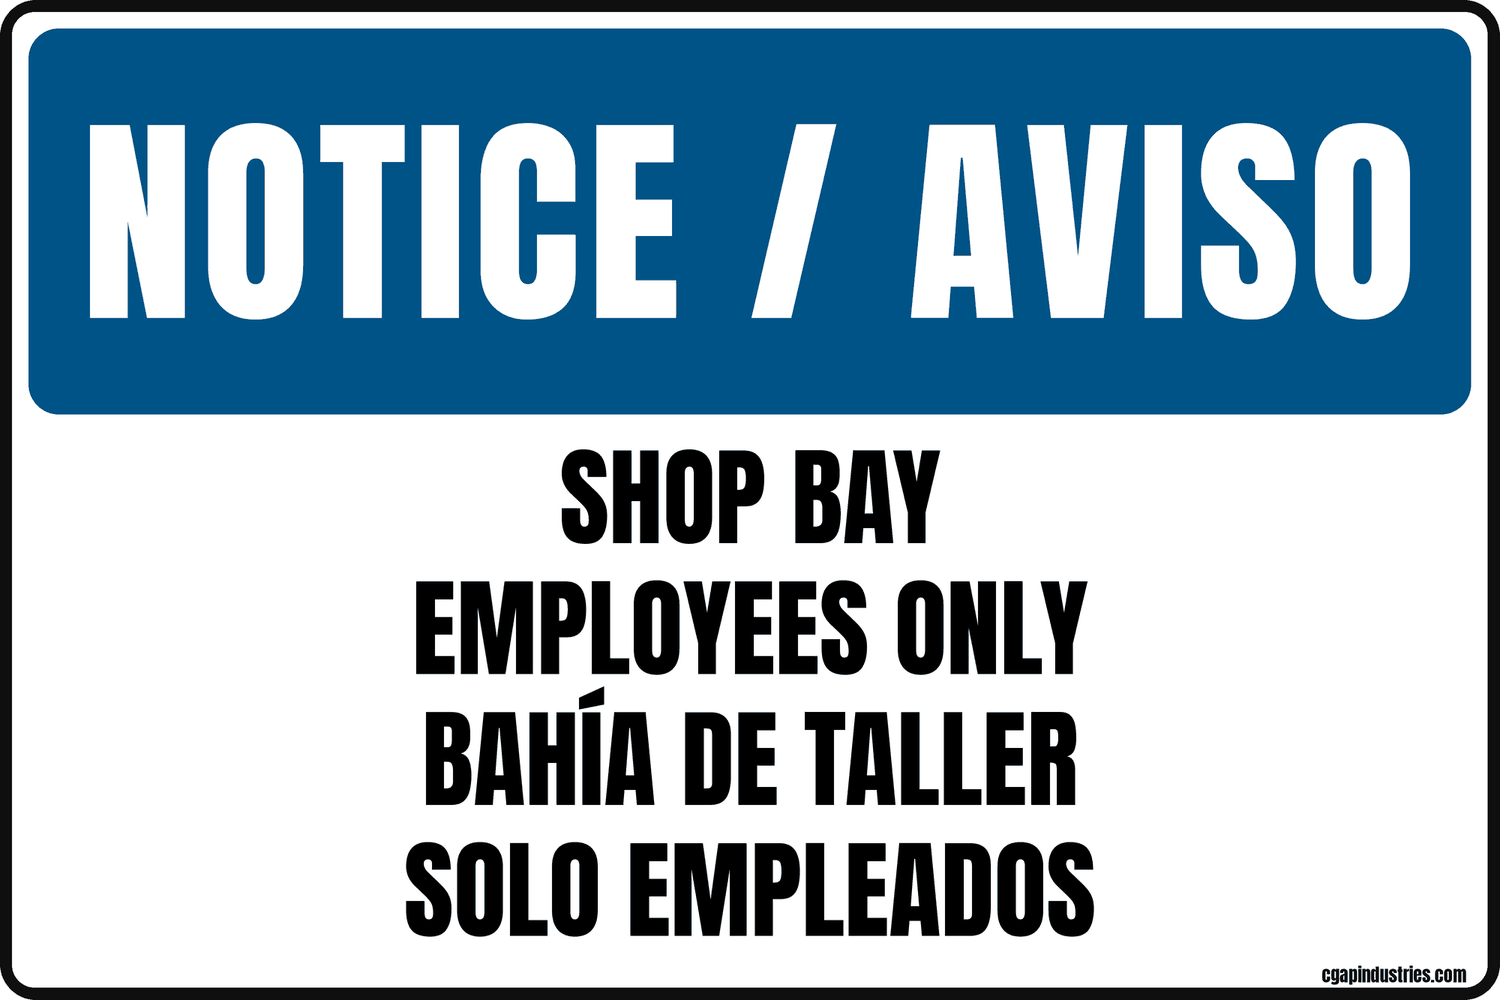 NOTICE / AVISO
SHOP BAY
EMPLOYEES ONLY
BAHÍA DE TALLER
SOLO EMPLEADOS
cgapindustries.com